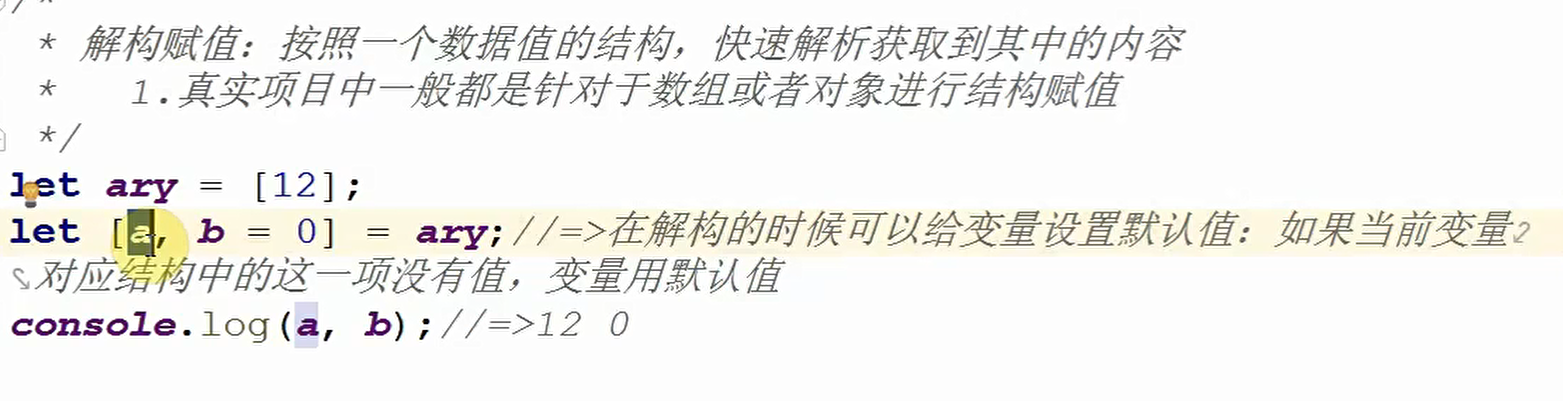 /*
* 解构赋值：按照一个数据值的结构，快速解析获取到其中的内容
*   1.真实项目中一般都是针对于数组或者对象进行结构赋值
*/
let ary = [12];
let [a, b = 0] = ary;//=>在解构的时候可以给变量设置默认值：如果当前变量
对应结构中的这一项没有值，变量用默认值
console.log(a, b);//=>12 0